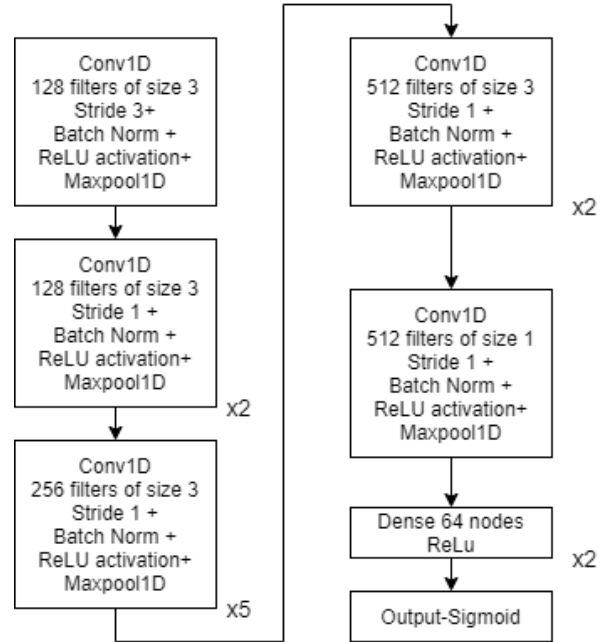 Conv1D
128 filters of size 3
Stride 3+
Batch Norm +
ReLU activation+
Maxpool1D
Conv1D
128 filters of size 3
Stride 1 +
Batch Norm +
ReLU activation+
Maxpool1D
x2
Conv1D
256 filters of size 3
Stride 1 +
Batch Norm +
ReLU activation+
Maxpool1D
x5
Conv1D
512 filters of size 3
Stride 1 +
Batch Norm +
ReLU activation+
Maxpool1D
x2
Conv1D
512 filters of size 1
Stride 1 +
Batch Norm +
ReLU activation+
Maxpool1D
Dense 64 nodes
ReLu
x2
Output-Sigmoid